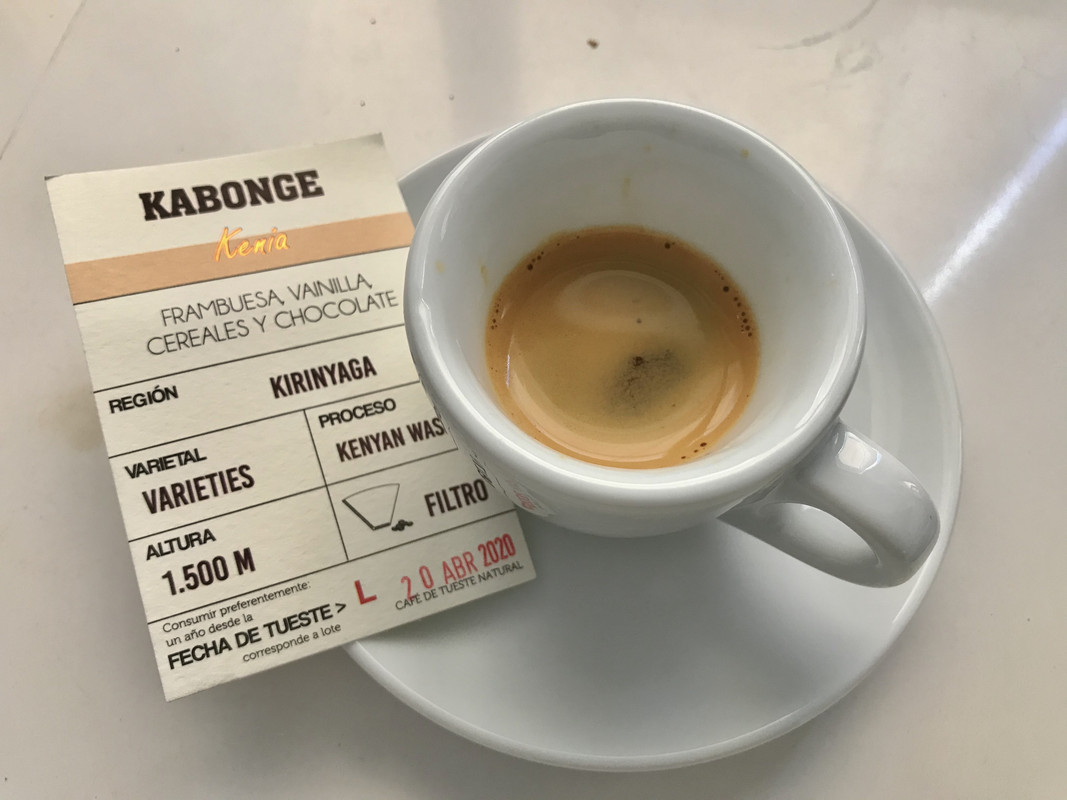 KABONGE
Kenia
FRAMBUESA, VAINILLA,
CEREALES Y CHOCOLATE
REGIÓN
KIRINYAGA
VARIETAL
VARIETIES
PROCESO
KENYAN WAS
ALTURA
1.500 M
FILTRO
Consumir preferentemente:
un año desde la
FECHA DE TUESTE >
corresponde a lote
L 20 ABR 2020
CAFÉ DE TUESTE NATURAL